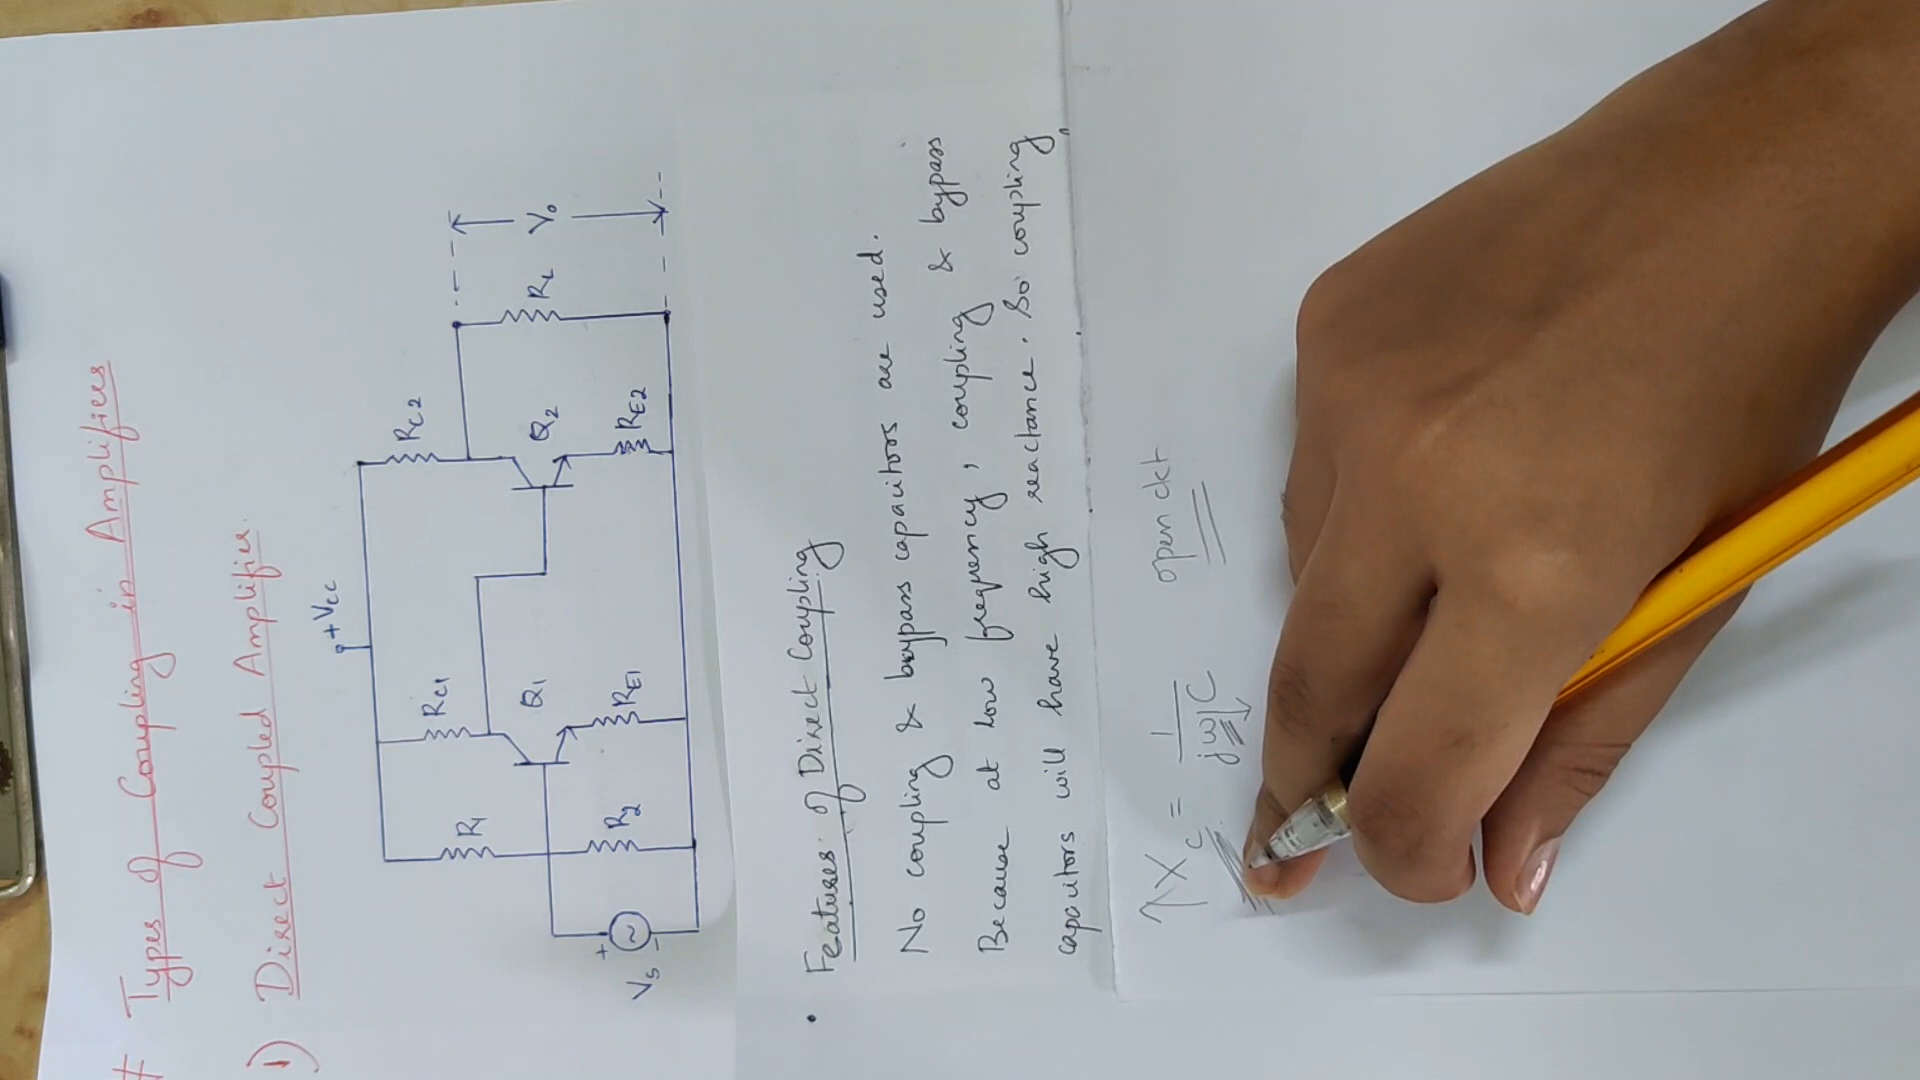 # Types of Coupling in Amplifiers
1) Direct Coupled Amplifier.
+Vcc
RC1
RC2
R1
Q1
Q2
RL
Vo
R2
RE1
RE2
Vs
+
~
-
• Features of Direct Coupling
No coupling & bypass capacitors are used.
Because at low frequency, coupling & bypass
capacitors will have high reactance. So coupling
↑Xc = 1/jωC open ckt